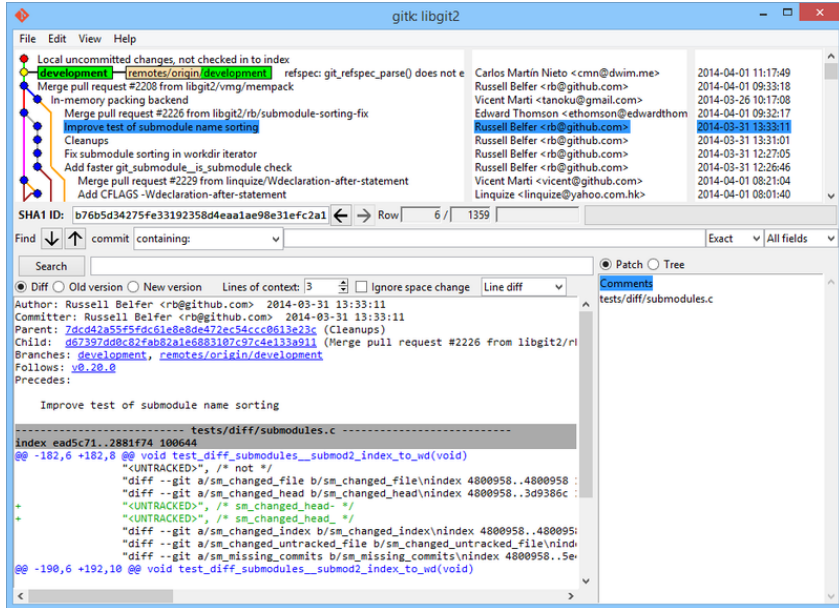 gitk: libgit2
File Edit View Help
Local uncommitted changes, not checked in to index
development remotes/origin/development refspec: git_refspec_parse() does not e Carlos Martín Nieto <cmn@dwim.me> 2014-04-01 11:17:49
Merge pull request #2208 from libgit2/vmg/mempack Russell Belfer <rb@github.com> 2014-04-01 09:33:18
In-memory packing backend Vicent Marti <tanoku@gmail.com> 2014-03-26 10:17:08
Merge pull request #2226 from libgit2/rb/submodule-sorting-fix Edward Thomson <ethomson@edwardthom 2014-04-01 09:32:17
Improve test of submodule name sorting Russell Belfer <rb@github.com> 2014-03-31 13:33:11
Cleanups Russell Belfer <rb@github.com> 2014-03-31 13:31:01
Fix submodule sorting in workdir iterator Russell Belfer <rb@github.com> 2014-03-31 12:27:05
Add faster git_submodule__is_submodule check Russell Belfer <rb@github.com> 2014-03-31 12:26:46
Merge pull request #2229 from linquize/Wdeclaration-after-statement Vicent Marti <vicent@github.com> 2014-04-01 08:21:04
Add CFLAGS -Wdeclaration-after-statement Linquize <linquize@yahoo.com.hk> 2014-04-01 08:01:40
SHA1 ID: b76b5d34275fe33192358d4eaa1ae98e31efc2a1 Row 6 / 1359
Find commit containing: Exact All fields
Search
Patch Tree
Diff Old version New version Lines of context: 3 Ignore space change Line diff
Comments
tests/diff/submodules.c
Author: Russell Belfer <rb@github.com> 2014-03-31 13:33:11
Committer: Russell Belfer <rb@github.com> 2014-03-31 13:33:11
Parent: 7dcd42a55f5fdc61e8e8de472ec54ccc0613e23c (Cleanups)
Child: d67397dd0c82fab82a1e6883107c97c4e133a911 (Merge pull request #2226 from libgit2/rl
Branches: development, remotes/origin/development
Follows: v0.20.0
Precedes:
Improve test of submodule name sorting
--------------------------- tests/diff/submodules.c ---------------------------
index ead5c71..2881f74 100644
@@ -182,6 +182,8 @@ void test_diff_submodules__submod2_index_to_wd(void)
"<UNTRACKED>", /* not */
"diff --git a/sm_changed_file b/sm_changed_file\nindex 4800958..4800958
"diff --git a/sm_changed_head b/sm_changed_head\nindex 4800958..3d9386c
+ "<UNTRACKED>", /* sm_changed_head- */
+ "<UNTRACKED>", /* sm_changed_head_ */
"diff --git a/sm_changed_index b/sm_changed_index\nindex 4800958..480095
"diff --git a/sm_changed_untracked_file b/sm_changed_untracked_file\nind
"diff --git a/sm_missing_commits b/sm_missing_commits\nindex 4800958..5e
@@ -190,6 +192,10 @@ void test_diff_submodules__submod2_index_to_wd(void)